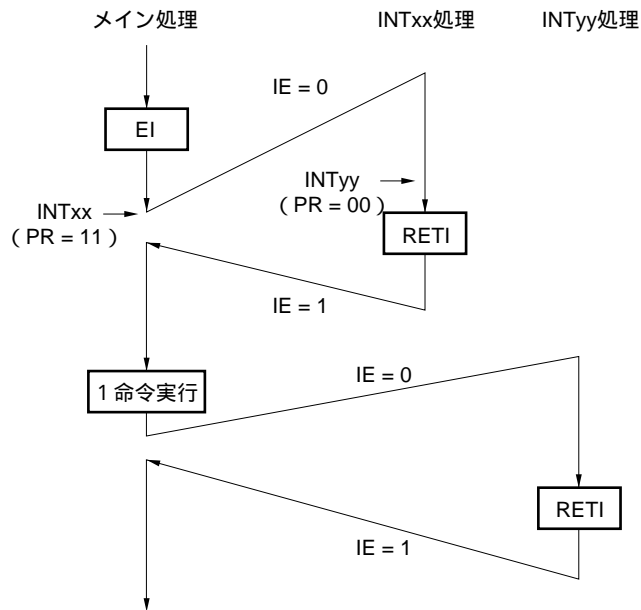 メイン処理
INTxx処理
INTyy処理
IE = 0
EI
INTyy
( PR = 00 )
INTxx
( PR = 11 )
RETI
IE = 1
IE = 0
1 命令実行
RETI
IE = 1